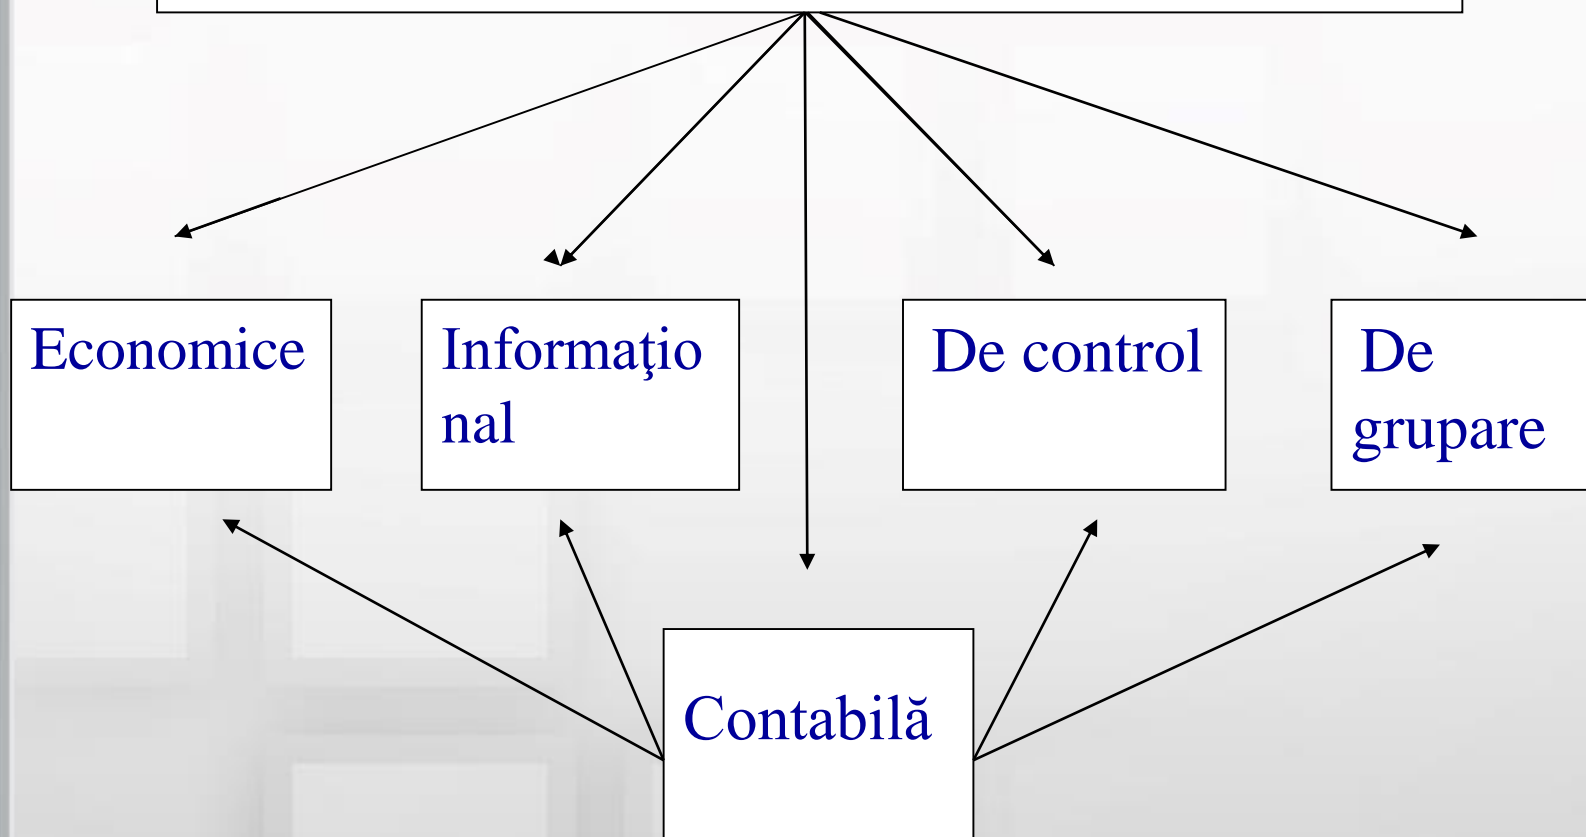 Economice
Informaţio
nal
De control
De
grupare
Contabilă